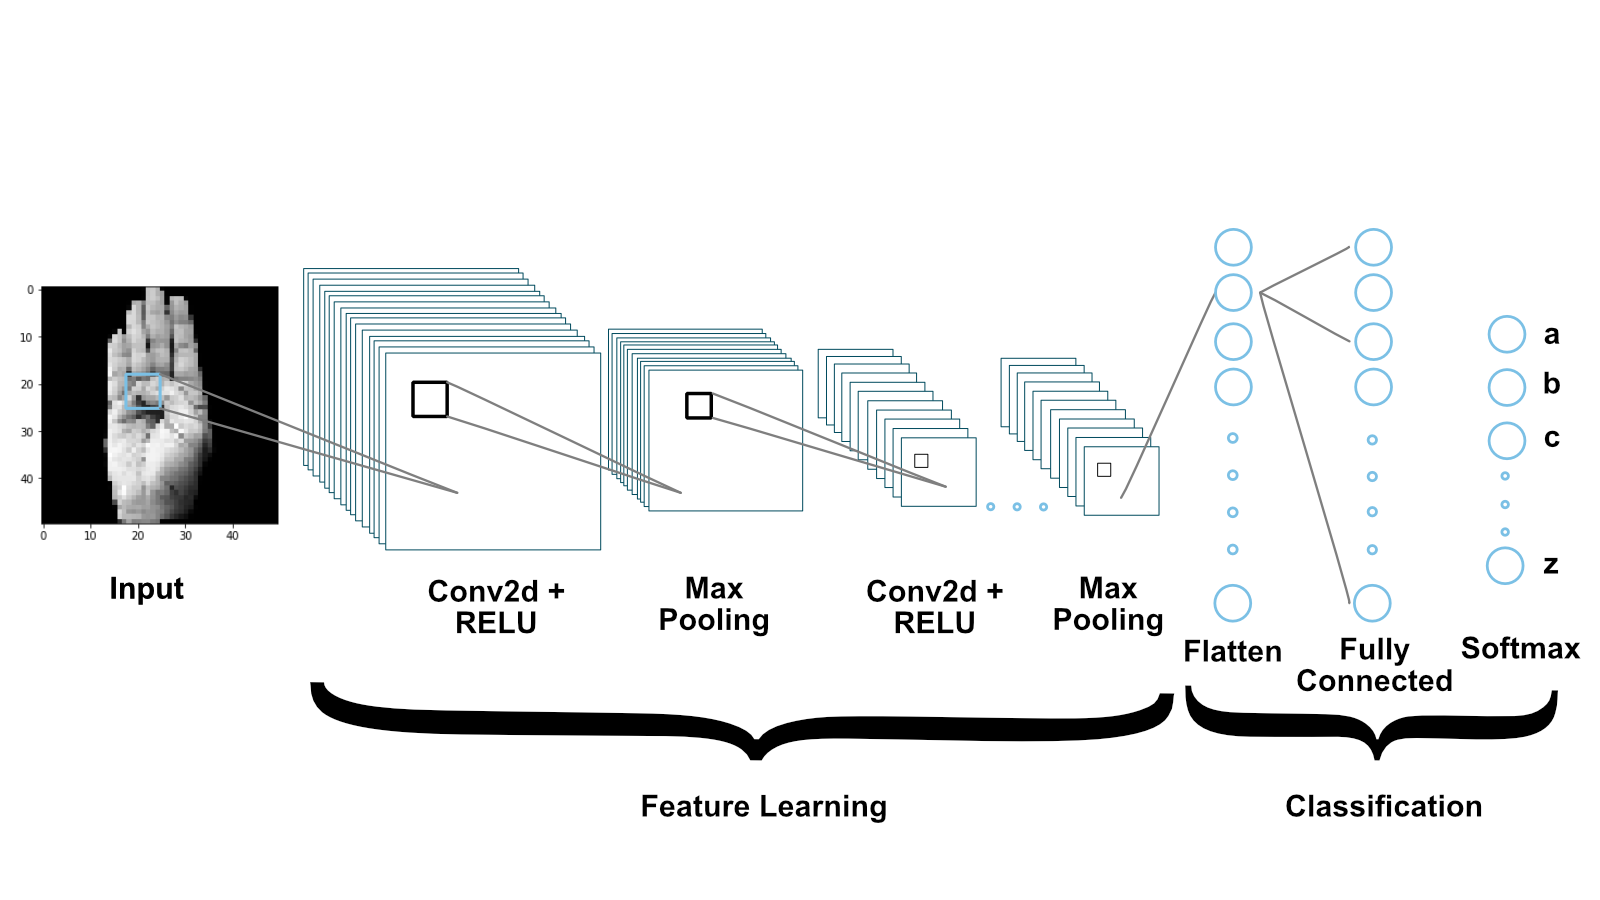 0
10
20
30
40
0 10 20 30 40
Input
Conv2d +
RELU
Max
Pooling
Conv2d +
RELU
Max
Pooling
Flatten
Fully
Connected
Softmax
a
b
c
z
Feature Learning
Classification